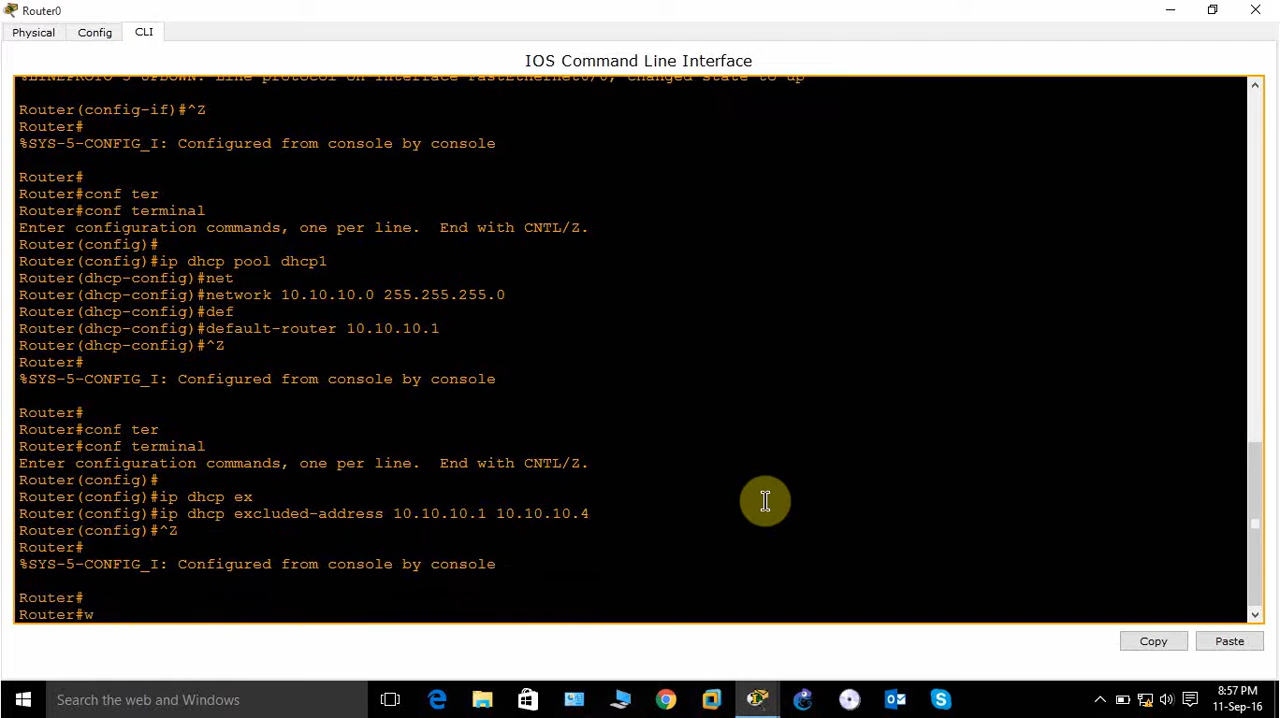 Router0
Physical Config CLI
IOS Command Line Interface
%LINEPROTO-5-UPDOWN: Line protocol on Interface FastEthernet0/0, changed state to up
Router(config-if)#^Z
Router#
%SYS-5-CONFIG_I: Configured from console by console
Router#
Router#conf ter
Router#conf terminal
Enter configuration commands, one per line.  End with CNTL/Z.
Router(config)#
Router(config)#ip dhcp pool dhcp1
Router(dhcp-config)#net
Router(dhcp-config)#network 10.10.10.0 255.255.255.0
Router(dhcp-config)#def
Router(dhcp-config)#default-router 10.10.10.1
Router(dhcp-config)#^Z
Router#
%SYS-5-CONFIG_I: Configured from console by console
Router#
Router#conf ter
Router#conf terminal
Enter configuration commands, one per line.  End with CNTL/Z.
Router(config)#
Router(config)#ip dhcp ex
Router(config)#ip dhcp excluded-address 10.10.10.1 10.10.10.4
Router(config)#^Z
Router#
%SYS-5-CONFIG_I: Configured from console by console
Router#
Router#w
Copy Paste
Search the web and Windows
8:57 PM
11-Sep-16